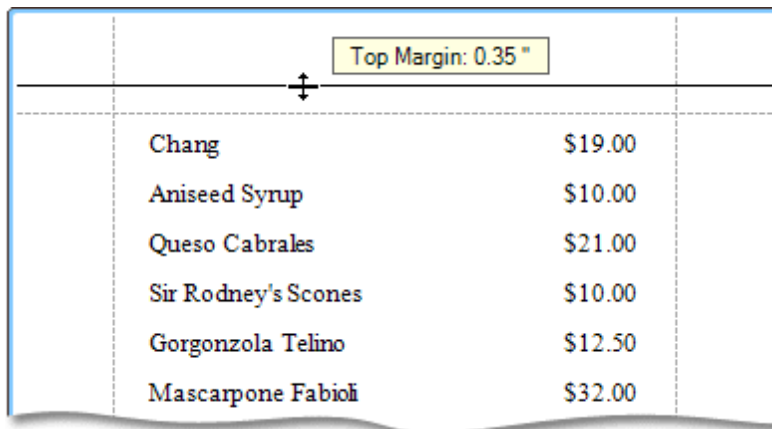 Top Margin: 0.35 "
Chang $19.00
Aniseed Syrup $10.00
Queso Cabrales $21.00
Sir Rodney's Scones $10.00
Gorgonzola Telino $12.50
Mascarpone Fabioli $32.00